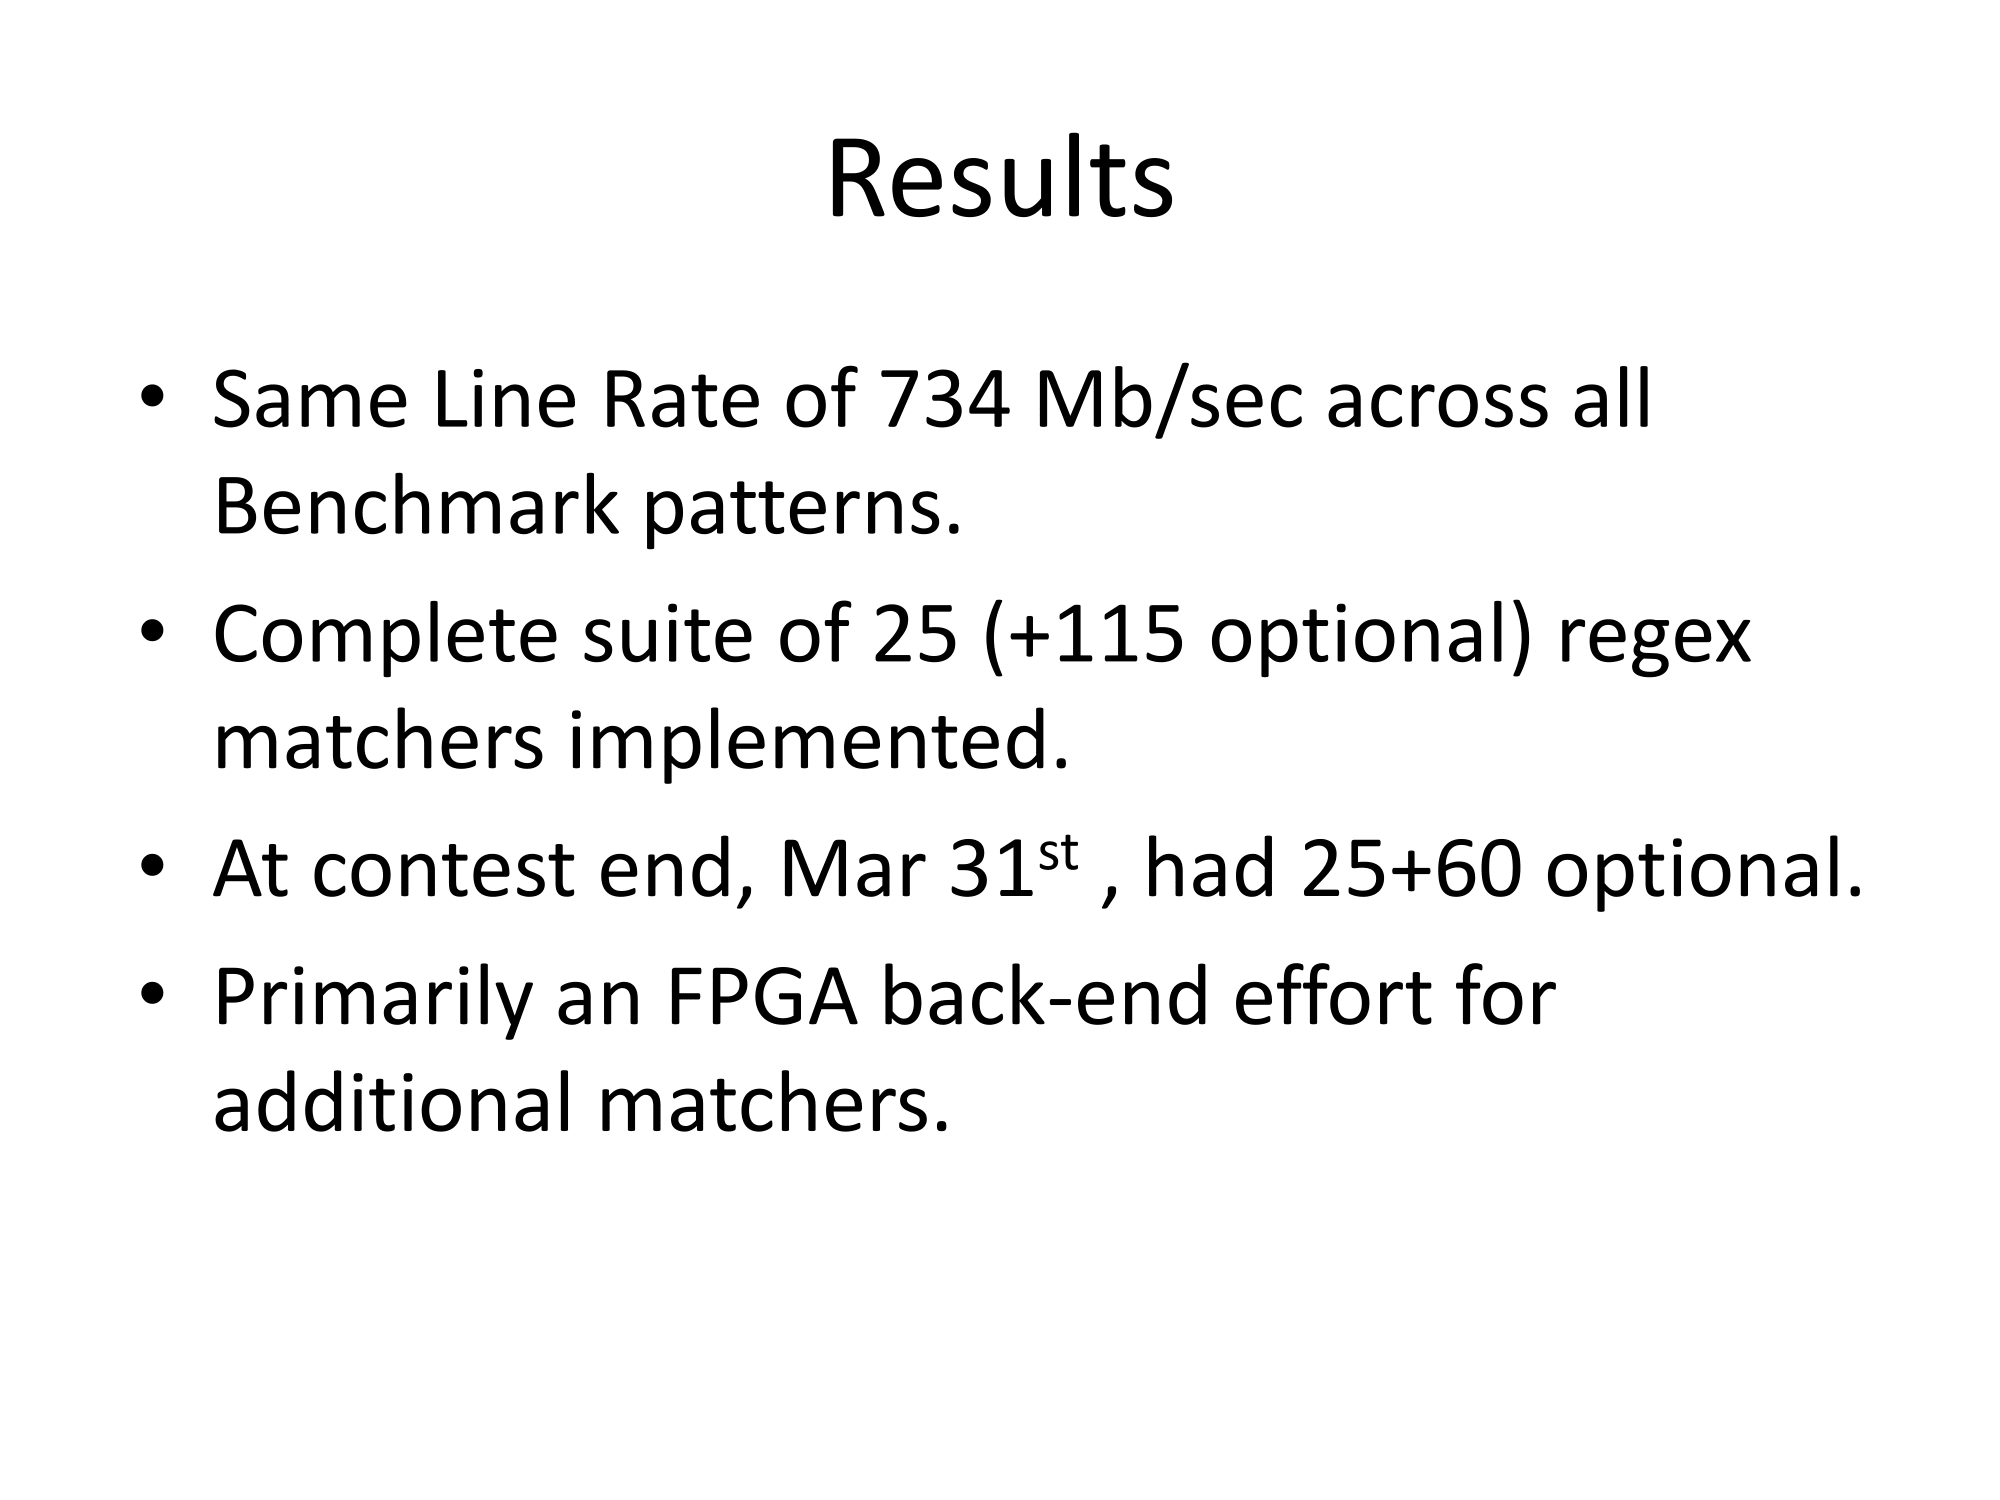 Results
• Same Line Rate of 734 Mb/sec across all
Benchmark patterns.
• Complete suite of 25 (+115 optional) regex
matchers implemented.
• At contest end, Mar 31st , had 25+60 optional.
• Primarily an FPGA back-end effort for
additional matchers.